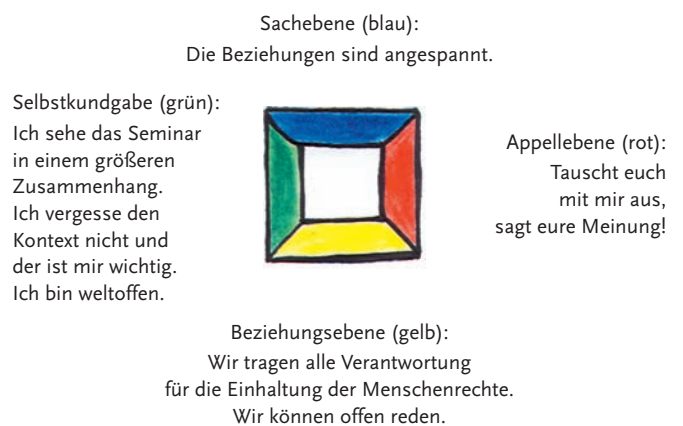 Sachebene (blau):
Die Beziehungen sind angespannt.
Selbstkundgabe (grün):
Ich sehe das Seminar
in einem größeren
Zusammenhang.
Ich vergesse den
Kontext nicht und
der ist mir wichtig.
Ich bin weltoffen.
Appellebene (rot):
Tauscht euch
mit mir aus,
sagt eure Meinung!
Beziehungsebene (gelb):
Wir tragen alle Verantwortung
für die Einhaltung der Menschenrechte.
Wir können offen reden.